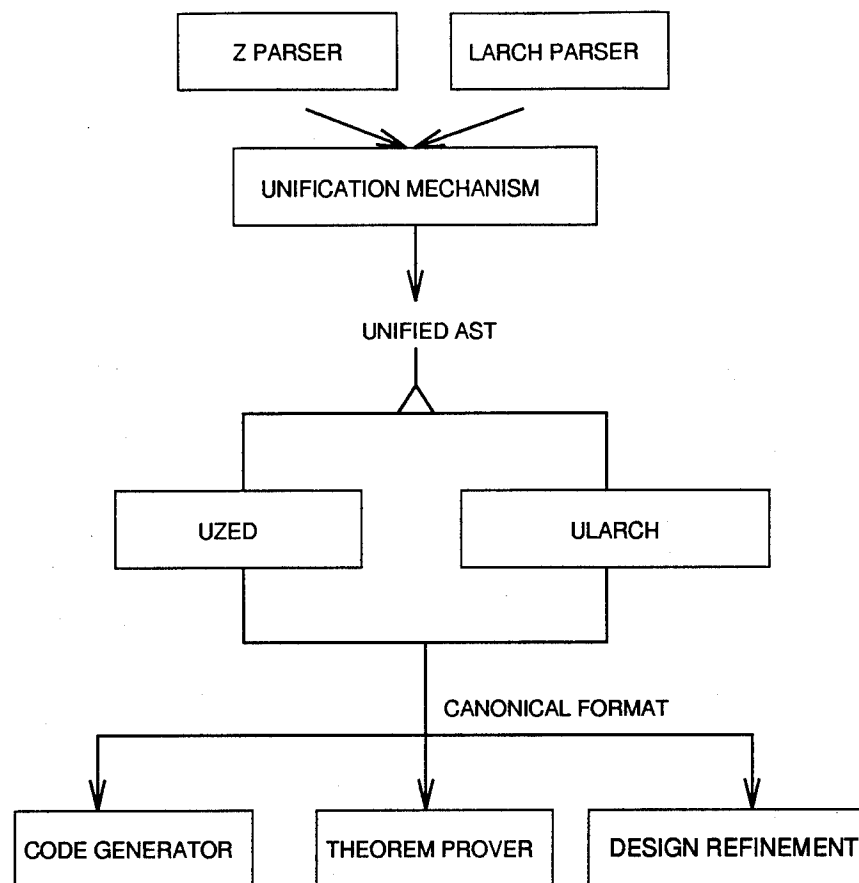 Z PARSER
LARCH PARSER
UNIFICATION MECHANISM
UNIFIED AST
UZED
ULARCH
CANONICAL FORMAT
CODE GENERATOR
THEOREM PROVER
DESIGN REFINEMENT